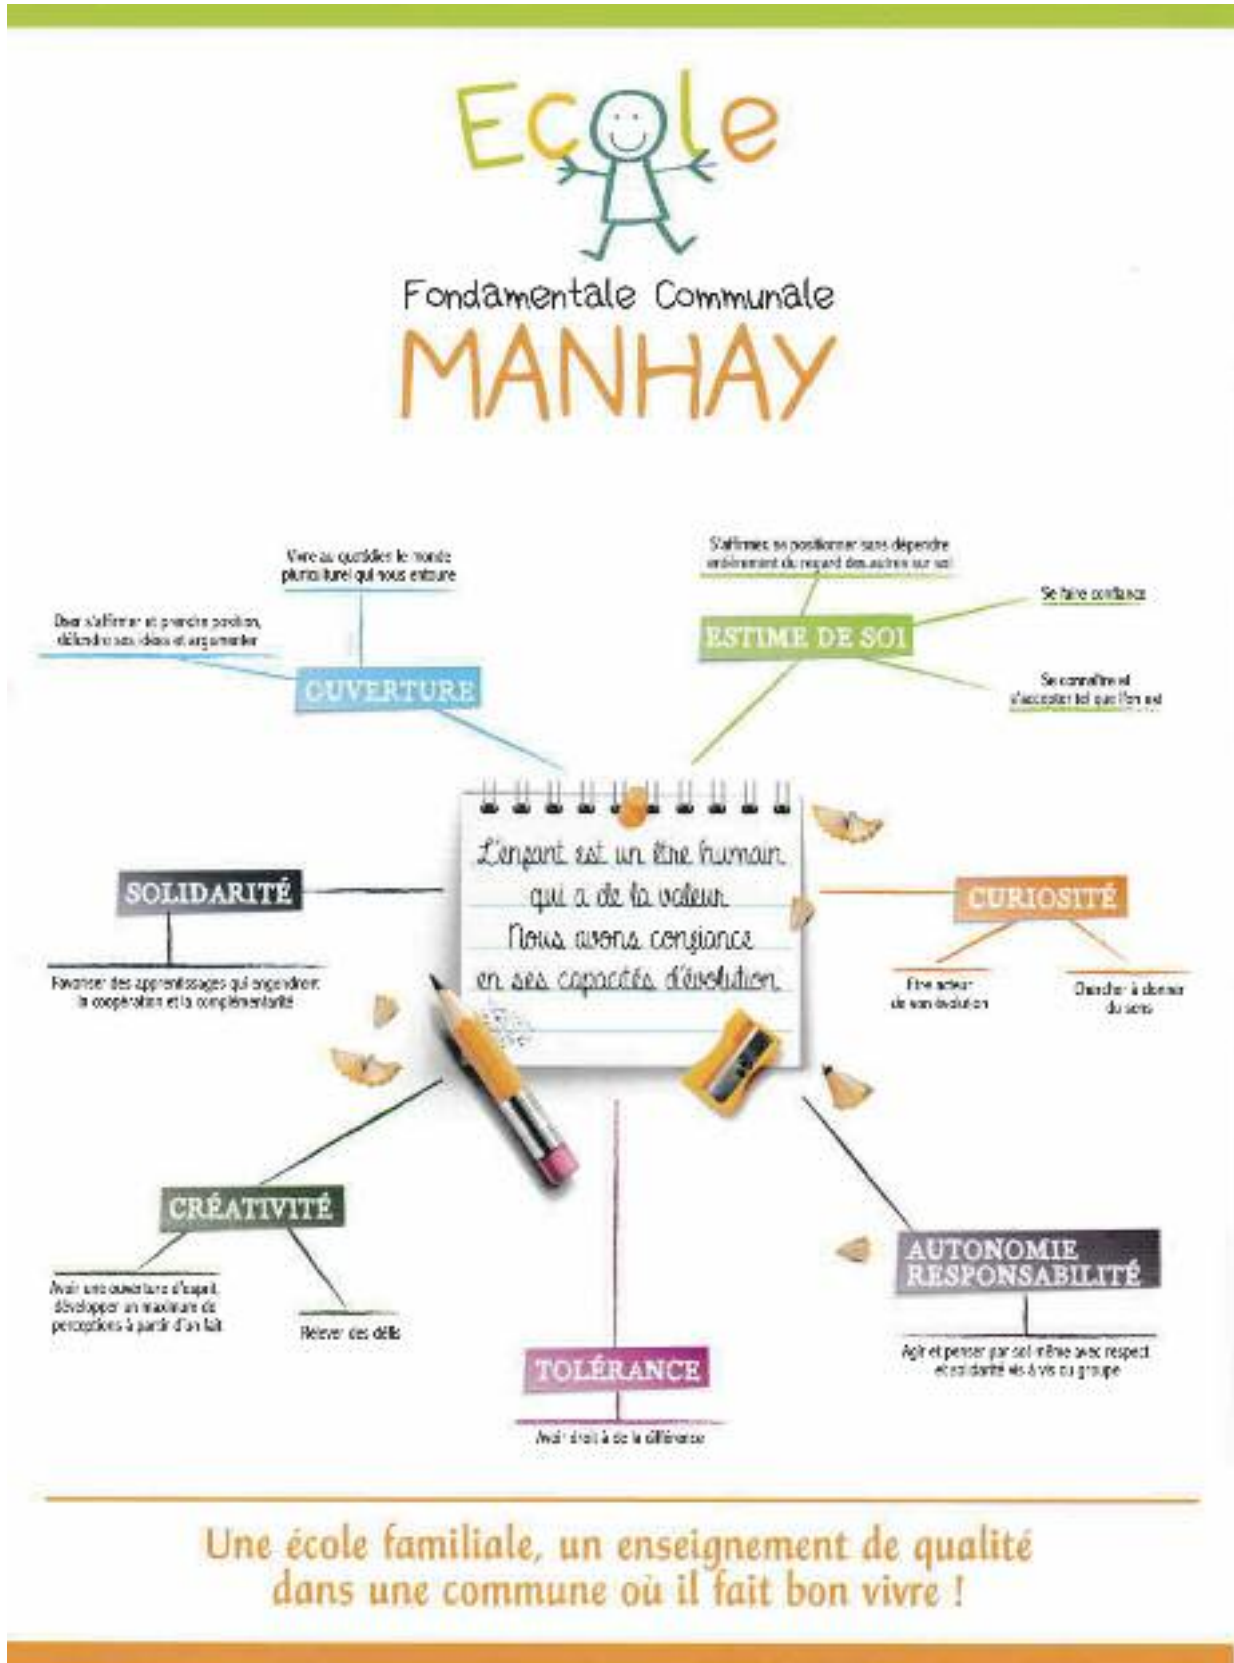 Ecole
Fondamentale Communale
MANHAY
Vivre au quotidien le monde
pluriculturel qui nous entoure
Oser s'affirmer et prendre position,
défendre ses idées et argumenter
OUVERTURE
S'affirmer, se positionner sans dépendre
entièrement du regard des autres sur soi
ESTIME DE SOI
Se faire confiance
Se connaître et
s'accepter tel que l'on est
L'enfant est un être humain
qui a de la valeur
Nous avons confiance
en ses capacités d'évolution
SOLIDARITÉ
Favoriser des apprentissages qui engendrent
la coopération et la complémentarité
CURIOSITÉ
Etre acteur
de son évolution
Chercher à donner
du sens
CRÉATIVITÉ
Avoir une ouverture d'esprit,
développer un maximum de
perceptions à partir d'un fait
Relever des défis
AUTONOMIE
RESPONSABILITÉ
Agir et penser par soi-même avec respect
et solidarité vis à vis du groupe
TOLÉRANCE
Avoir droit à de la différence
Une école familiale, un enseignement de qualité
dans une commune où il fait bon vivre !